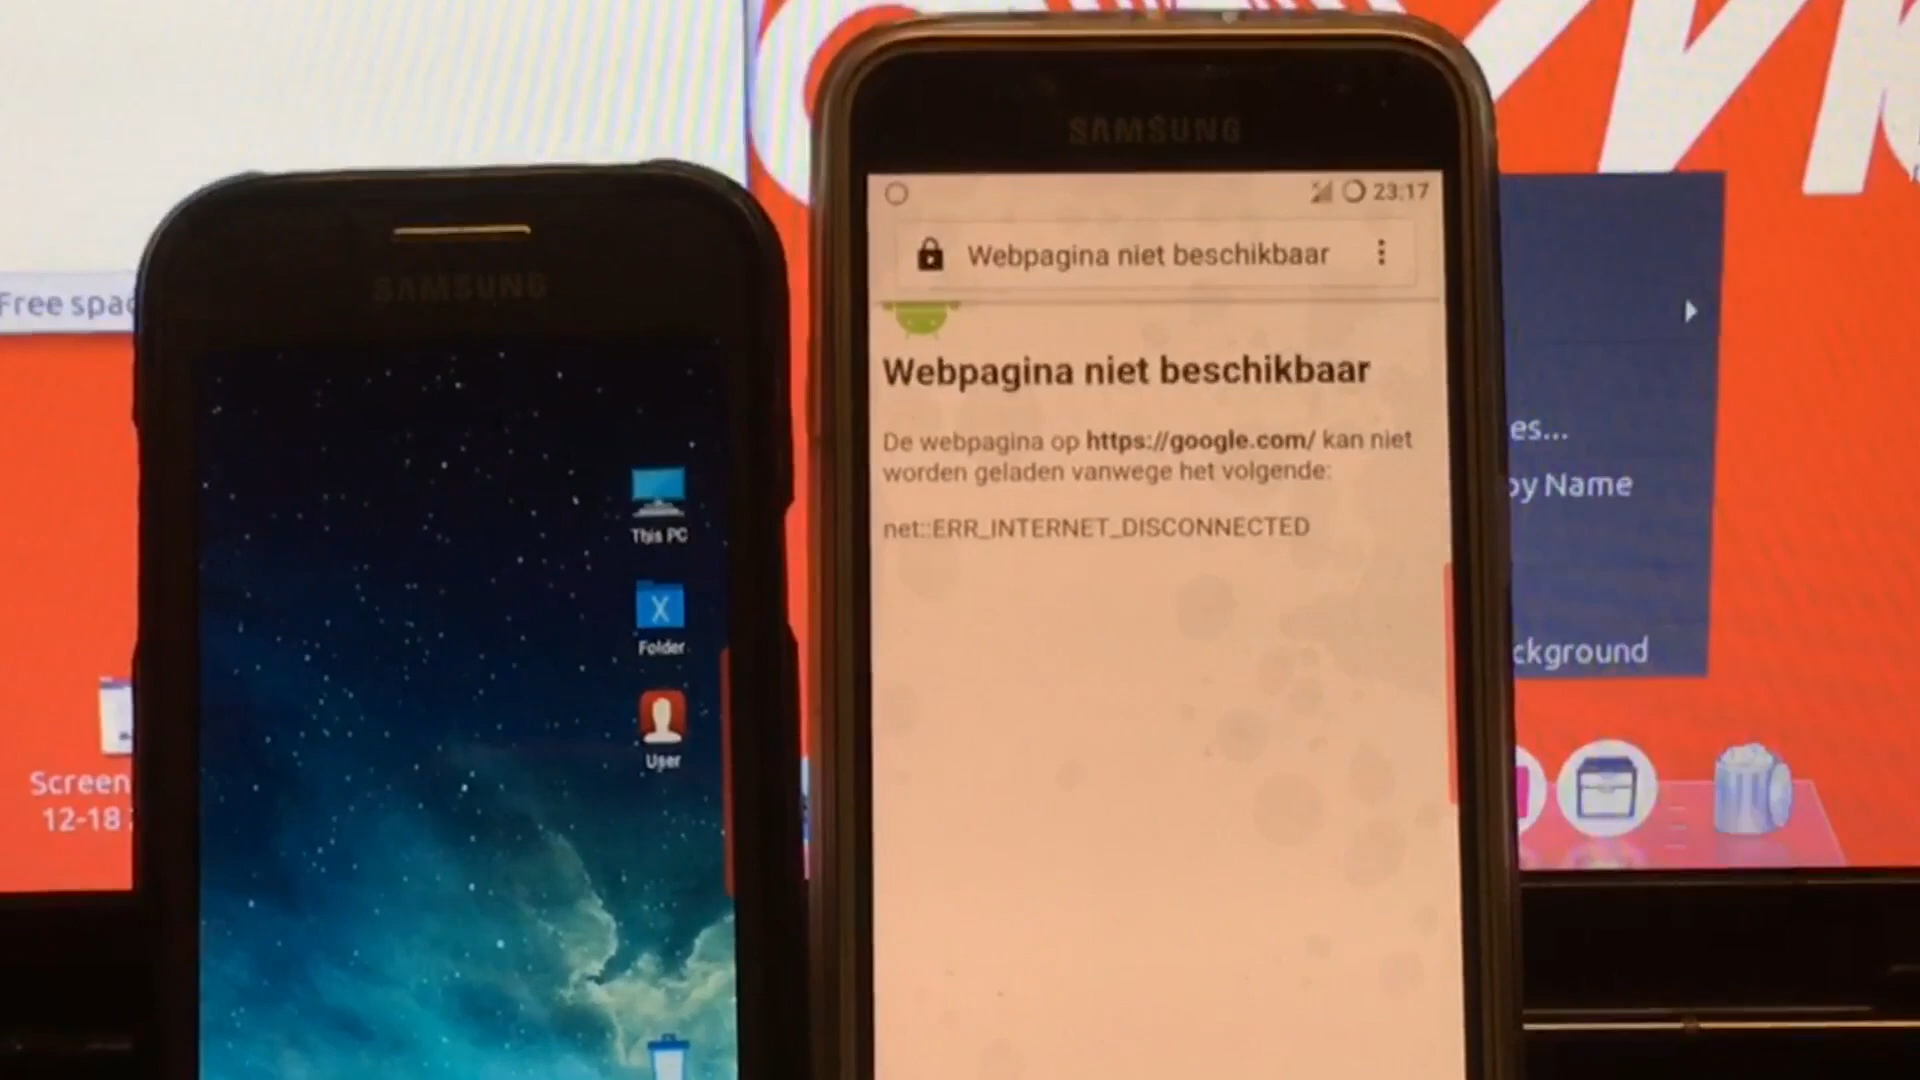 SAMSUNG
23:17
Webpagina niet beschikbaar
Webpagina niet beschikbaar
De webpagina op https://google.com/ kan niet
worden geladen vanwege het volgende:
net::ERR_INTERNET_DISCONNECTED
SAMSUNG
This PC
X
Folder
User
Free spac
Screen
12-18
es...
by Name
ckground